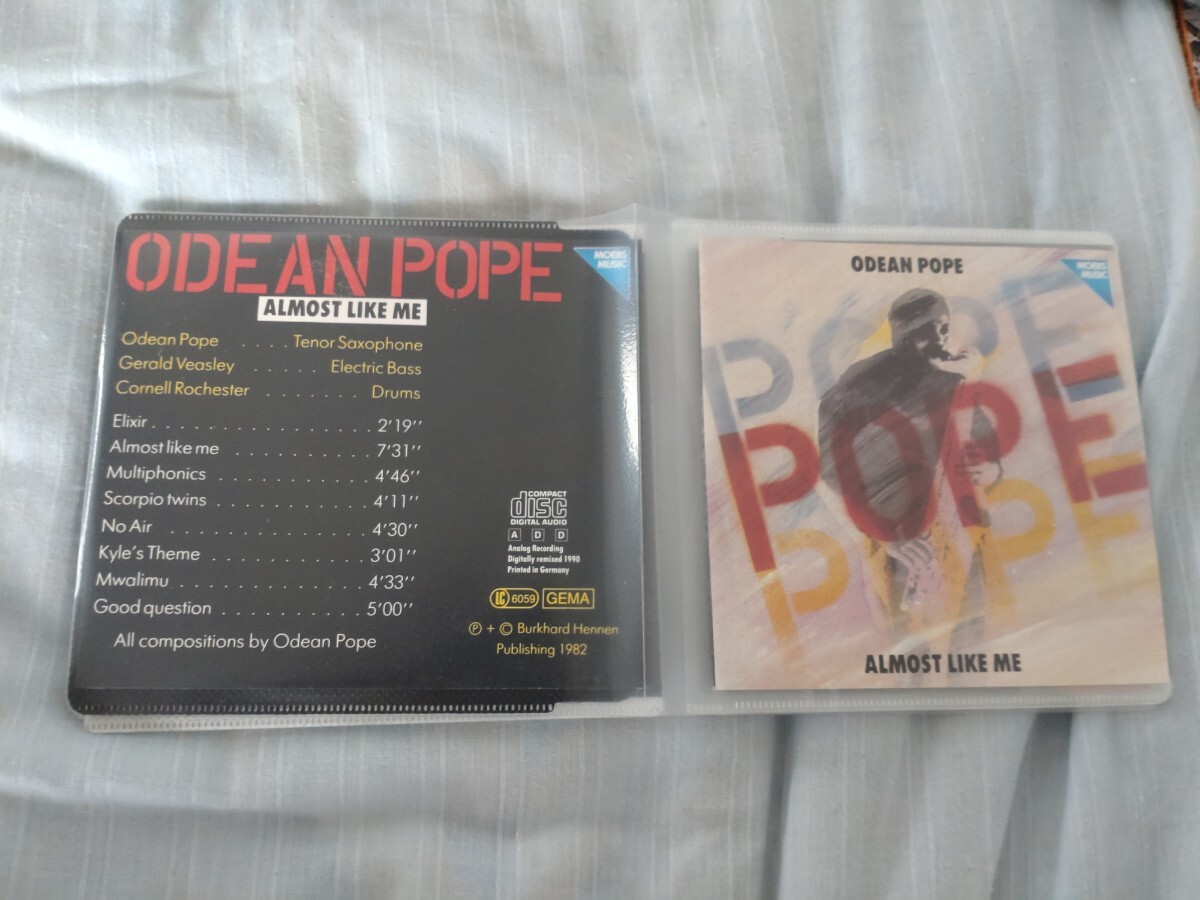 ODEAN POPE
MOERS
MUSIC
ALMOST LIKE ME
Odean Pope . . . . Tenor Saxophone
Gerald Veasley . . . . . . Electric Bass
Cornell Rochester . . . . . . . Drums
Elixir . . . . . . . . . . . . . . . . . . 2'19''
Almost like me . . . . . . . . . . . 7'31''
Multiphonics . . . . . . . . . . . 4'46''
Scorpio twins . . . . . . . . . . . . 4'11''
No Air . . . . . . . . . . . . . . . 4'30''
Kyle's Theme . . . . . . . . . . . . 3'01''
Mwalimu . . . . . . . . . . . . . . 4'33''
Good question . . . . . . . . . . . 5'00''
All compositions by Odean Pope
COMPACT
disc
DIGITAL AUDIO
A D D
Analog Recording
Digitally remixed 1990
Printed in Germany
LC 6059 GEMA
Ⓟ + © Burkhard Hennen
Publishing 1982
ODEAN POPE
MOERS
MUSIC
POPE
POPE
POPE
ALMOST LIKE ME